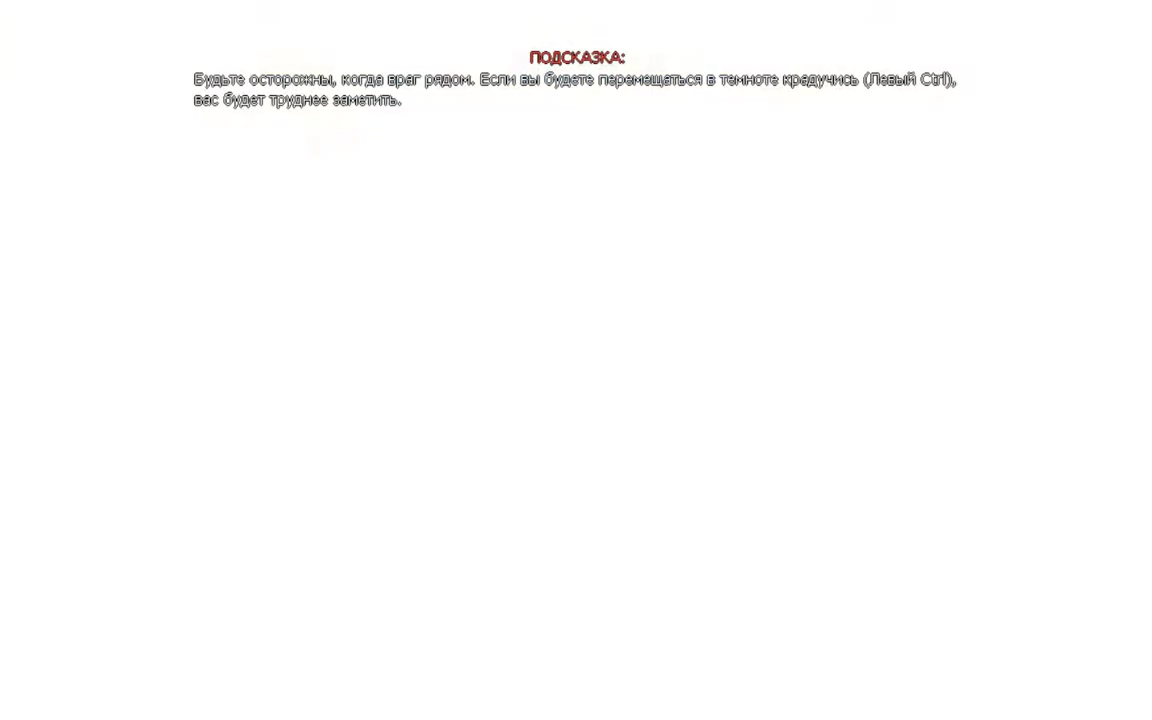 ПОДСКАЗКА:
Будьте осторожны, когда враг рядом. Если вы будете перемещаться в темноте крадучись (Левый Ctrl),
вас будет труднее заметить.